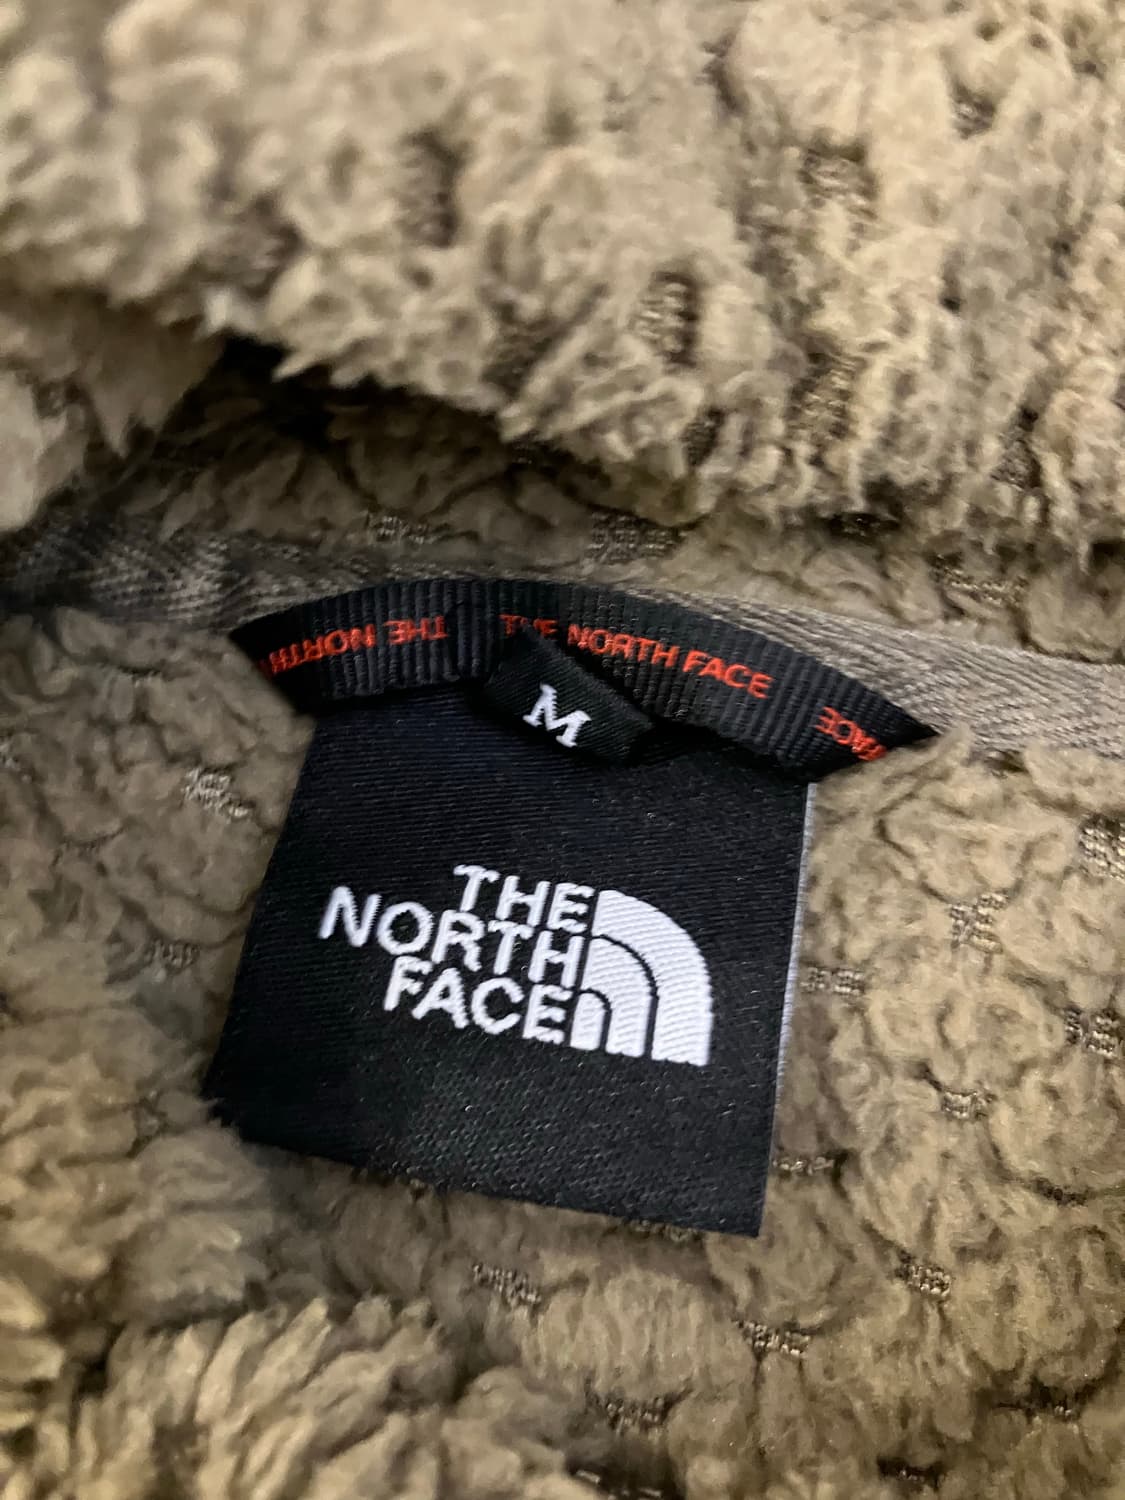 THE NORTH
THE NORTH FACE
FACE
M
THE
NORTH
FACE